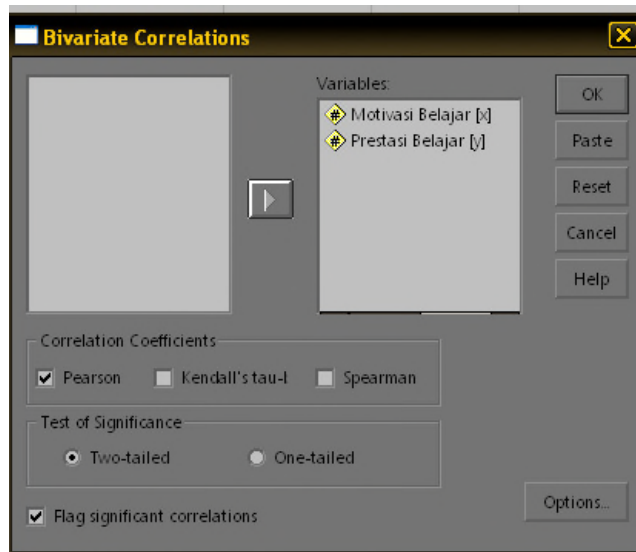 Bivariate Correlations
Variables:
Motivasi Belajar [x]
Prestasi Belajar [y]
OK
Paste
Reset
Cancel
Help
Correlation Coefficients
Pearson Kendall's tau-l Spearman
Test of Significance
Two-tailed One-tailed
Flag significant correlations
Options...